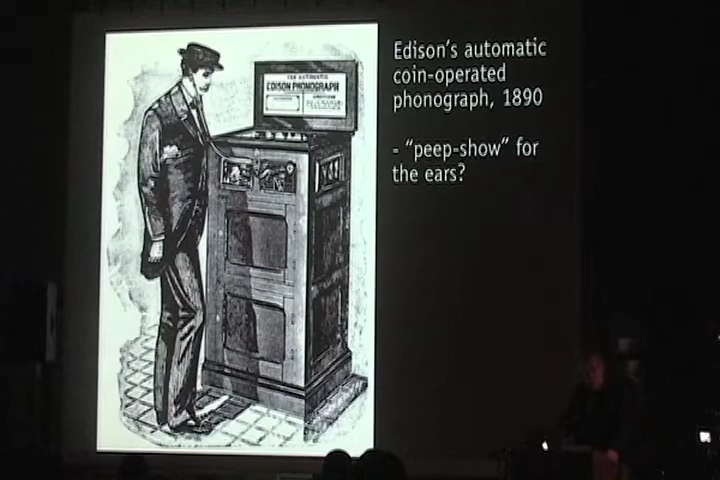 THE AUTOMATIC
EDISON PHONOGRAPH
Edison's automatic
coin-operated
phonograph, 1890
- "peep-show" for
the ears?